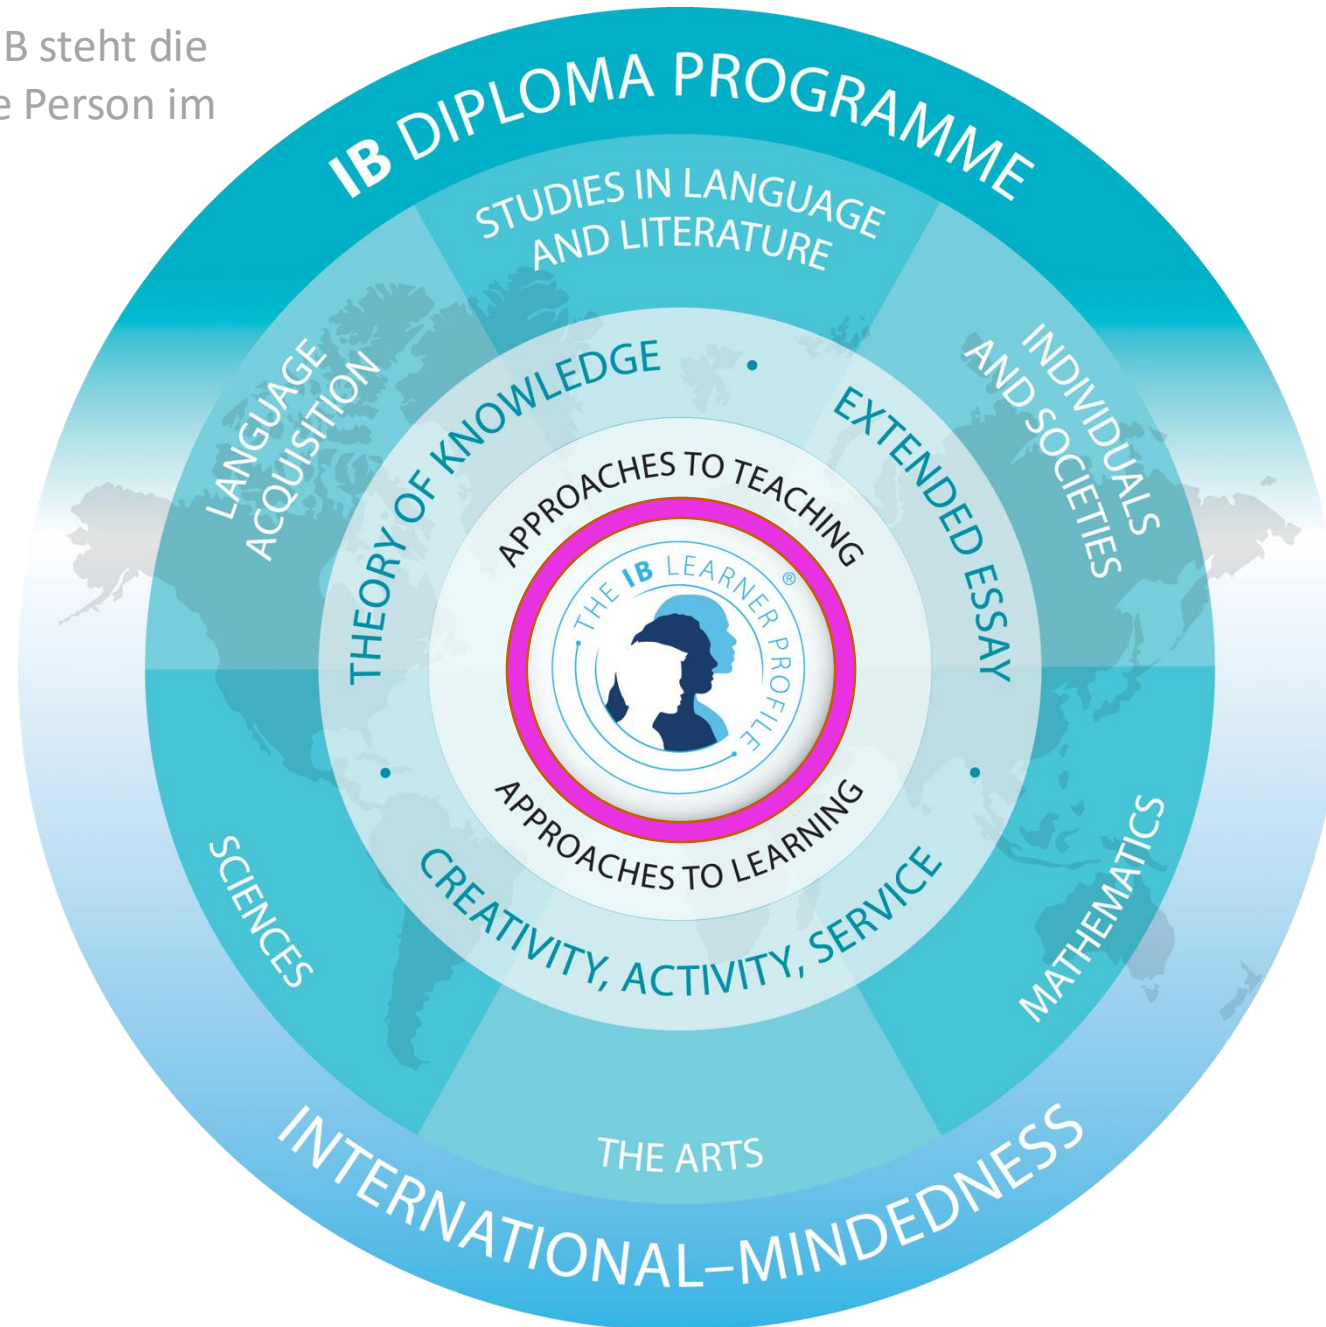 B steht die
e Person im
IB DIPLOMA PROGRAMME
STUDIES IN LANGUAGE
AND LITERATURE
LANGUAGE
ACQUISITION
INDIVIDUALS
AND SOCIETIES
THEORY OF KNOWLEDGE
•
EXTENDED ESSAY
•
CREATIVITY, ACTIVITY, SERVICE
•
APPROACHES TO TEACHING
• THE IB LEARNER PROFILE •
®
APPROACHES TO LEARNING
SCIENCES
MATHEMATICS
THE ARTS
INTERNATIONAL–MINDEDNESS